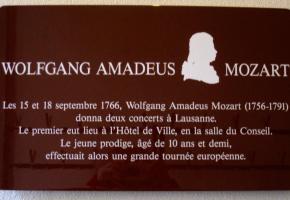 WOLFGANG AMADEUS MOZART
Les 15 et 18 septembre 1766, Wolfgang Amadeus Mozart (1756-1791)
donna deux concerts à Lausanne.
Le premier eut lieu à l'Hôtel de Ville, en la salle du Conseil.
Le jeune prodige, âgé de 10 ans et demi,
effectuait alors une grande tournée européenne.